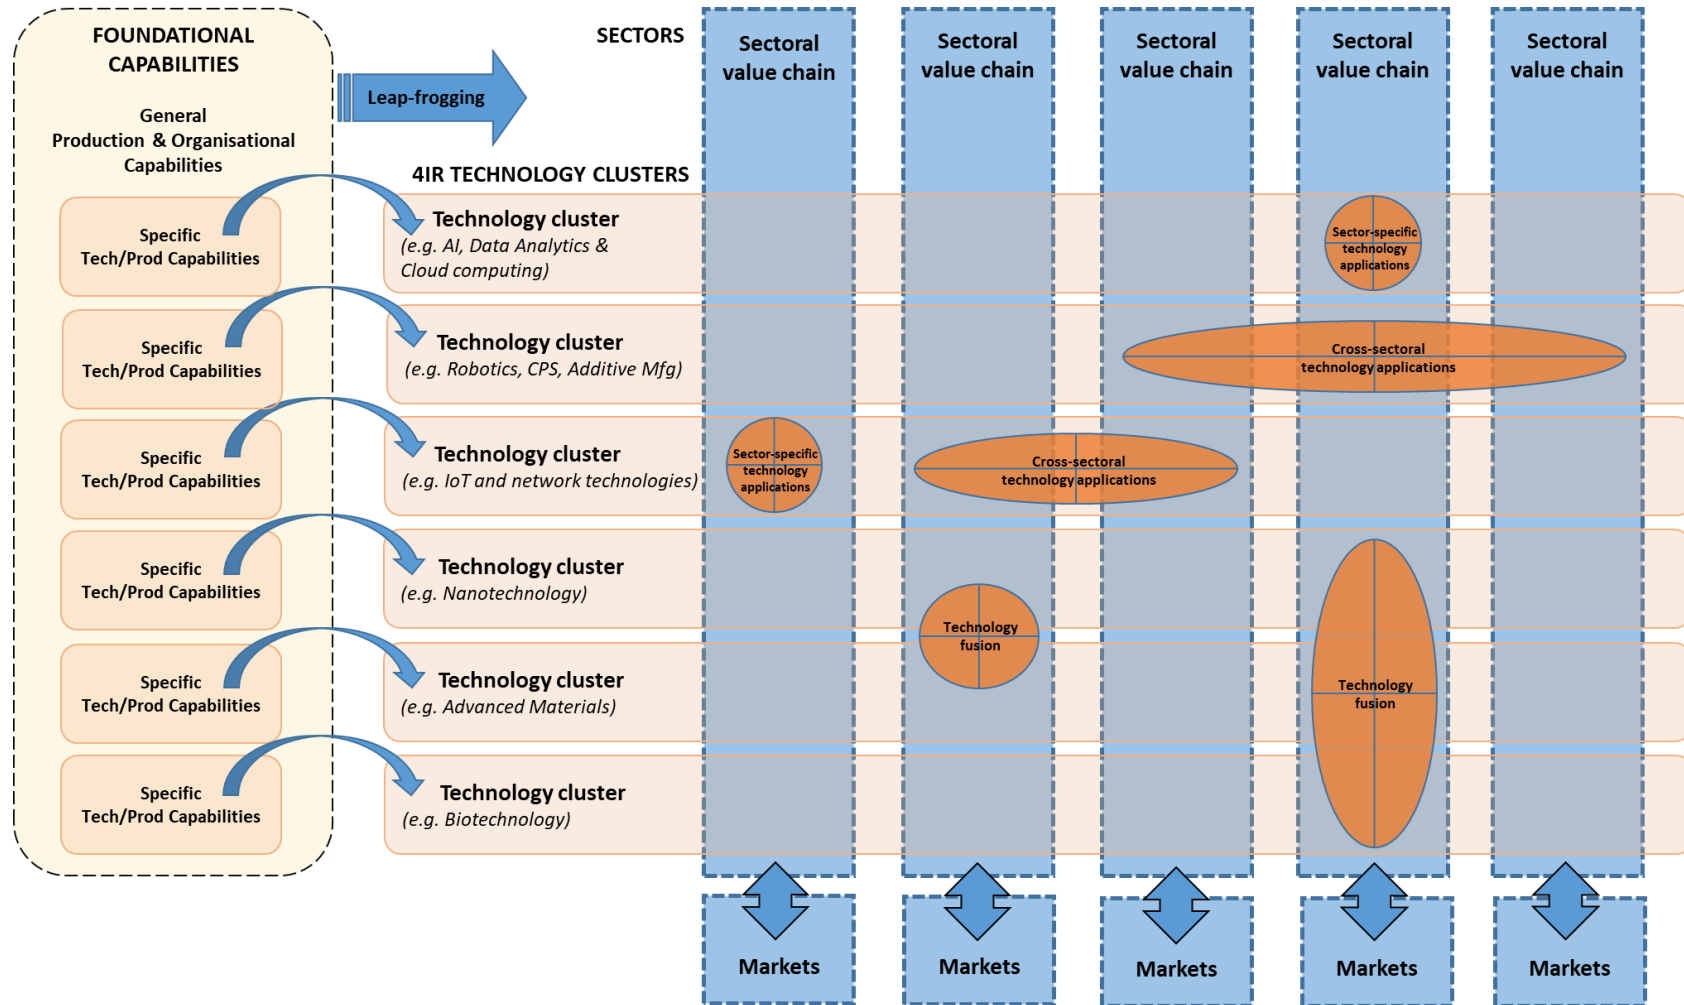 FOUNDATIONAL
CAPABILITIES
General
Production & Organisational
Capabilities
Leap-frogging
SECTORS
Sectoral
value chain
Sectoral
value chain
Sectoral
value chain
Sectoral
value chain
Sectoral
value chain
4IR TECHNOLOGY CLUSTERS
Specific
Tech/Prod Capabilities
Technology cluster
(e.g. AI, Data Analytics &
Cloud computing)
Sector-specific
technology
applications
Specific
Tech/Prod Capabilities
Technology cluster
(e.g. Robotics, CPS, Additive Mfg)
Cross-sectoral
technology applications
Specific
Tech/Prod Capabilities
Technology cluster
(e.g. IoT and network technologies)
Sector-specific
technology
applications
Cross-sectoral
technology applications
Specific
Tech/Prod Capabilities
Technology cluster
(e.g. Nanotechnology)
Technology
fusion
Specific
Tech/Prod Capabilities
Technology cluster
(e.g. Advanced Materials)
Technology
fusion
Specific
Tech/Prod Capabilities
Technology cluster
(e.g. Biotechnology)
Markets
Markets
Markets
Markets
Markets